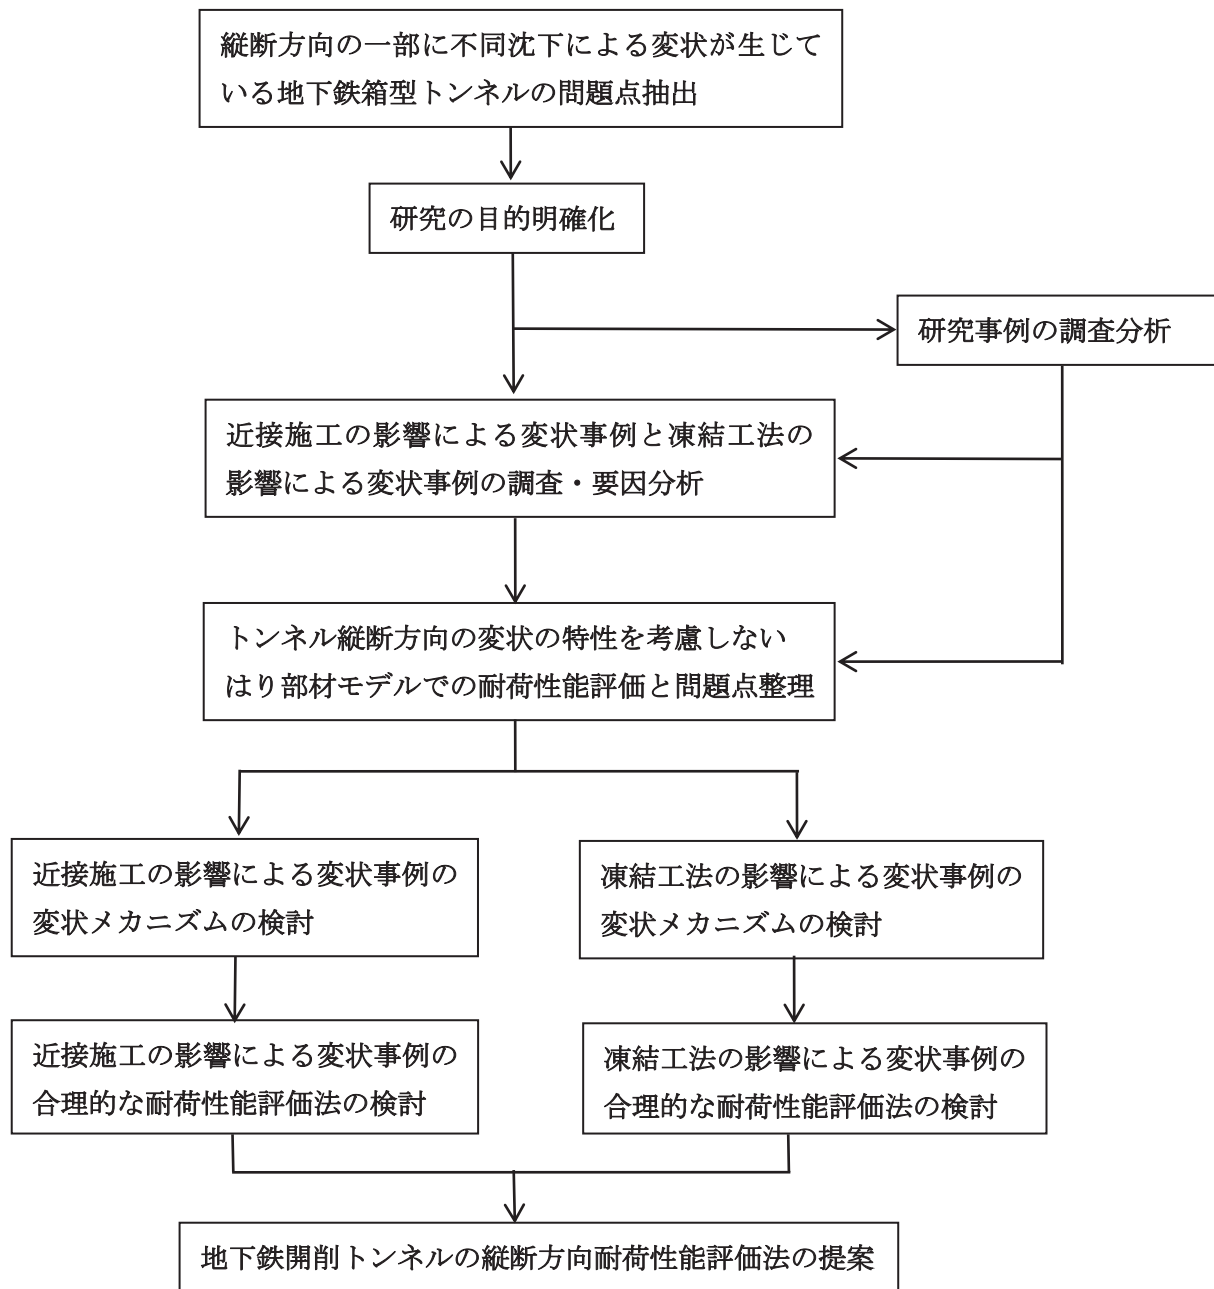 縦断方向の一部に不同沈下による変状が生じて
いる地下鉄箱型トンネルの問題点抽出
研究の目的明確化
研究事例の調査分析
近接施工の影響による変状事例と凍結工法の
影響による変状事例の調査・要因分析
トンネル縦断方向の変状の特性を考慮しない
はり部材モデルでの耐荷性能評価と問題点整理
近接施工の影響による変状事例の
変状メカニズムの検討
凍結工法の影響による変状事例の
変状メカニズムの検討
近接施工の影響による変状事例の
合理的な耐荷性能評価法の検討
凍結工法の影響による変状事例の
合理的な耐荷性能評価法の検討
地下鉄開削トンネルの縦断方向耐荷性能評価法の提案